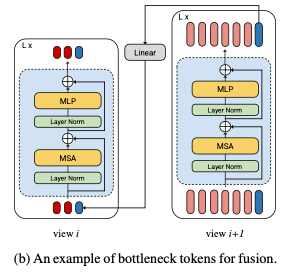 L x
MLP
Layer Norm
MSA
Layer Norm
view i
Linear
L x
MLP
Layer Norm
MSA
Layer Norm
view i+1
(b) An example of bottleneck tokens for fusion.